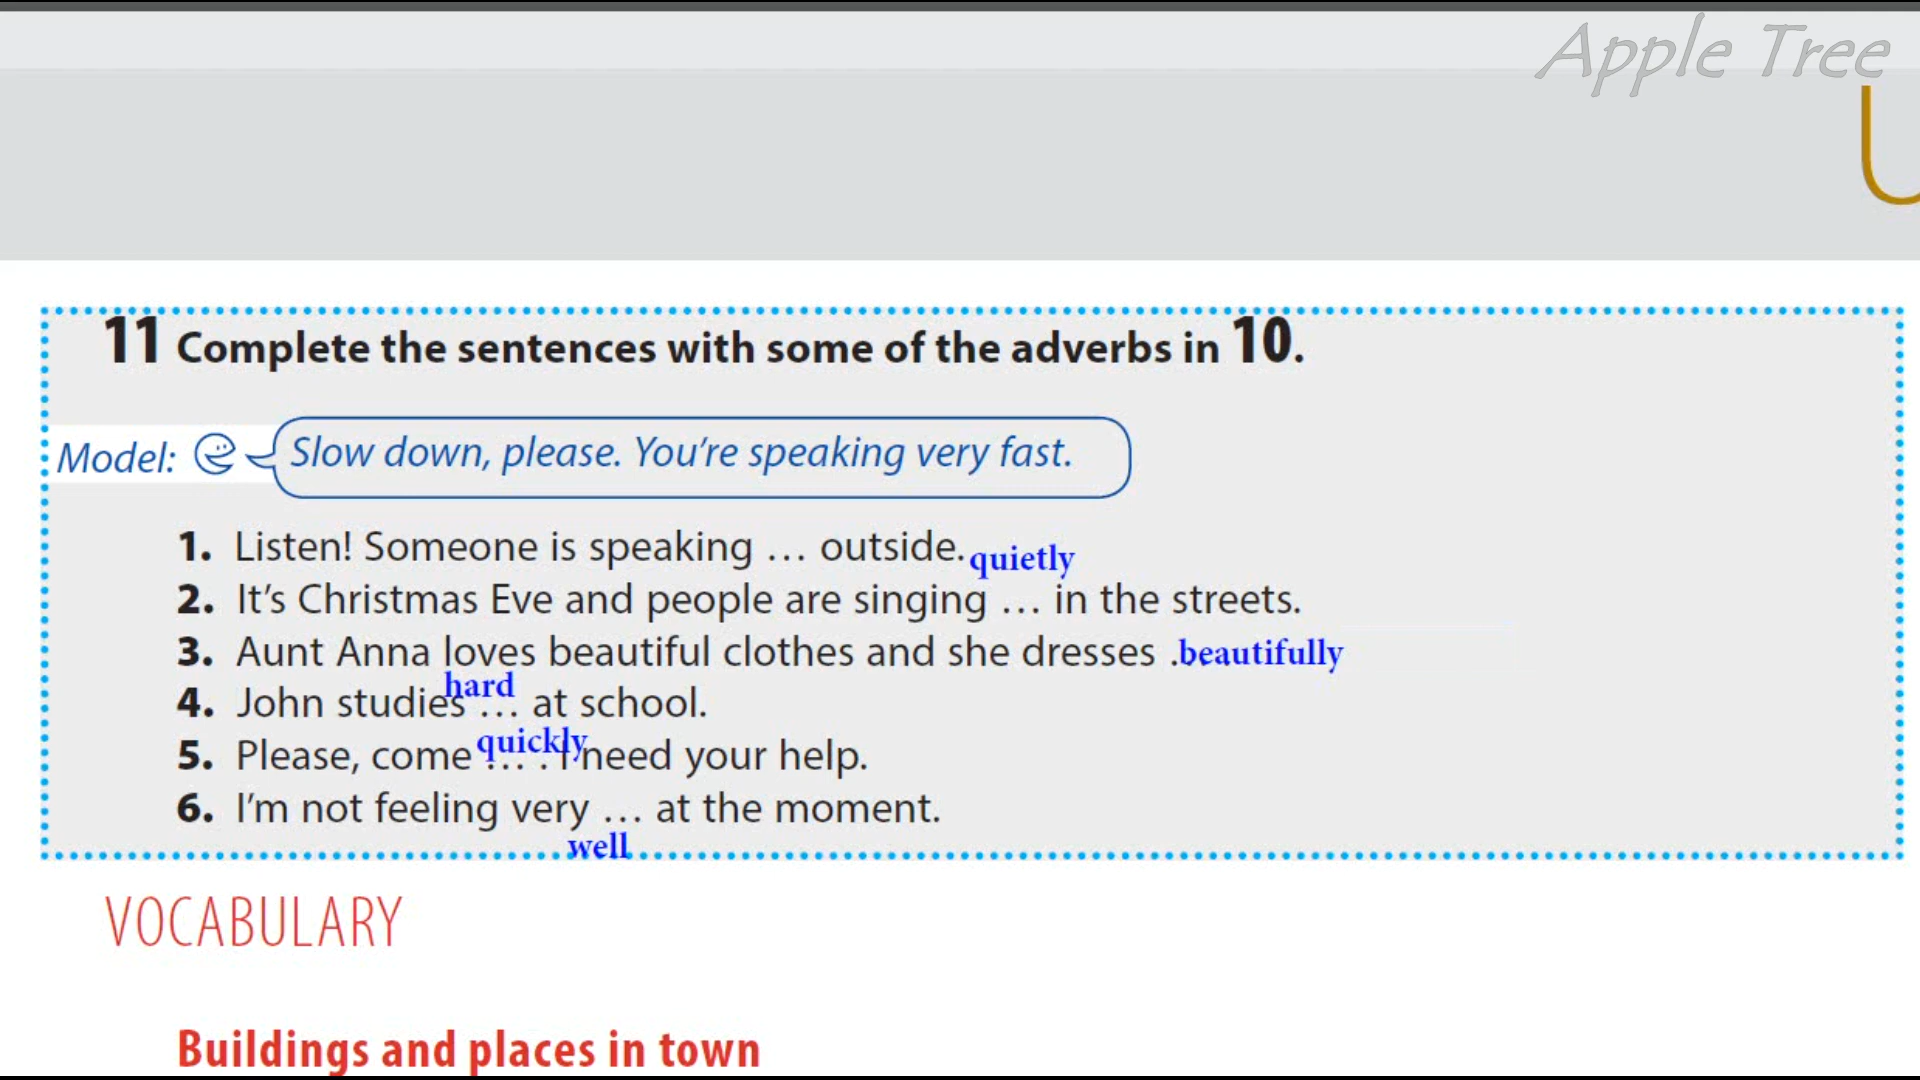 Apple Tree
11 Complete the sentences with some of the adverbs in 10.
Model: Slow down, please. You're speaking very fast.
1. Listen! Someone is speaking … outside. quietly
2. It's Christmas Eve and people are singing … in the streets.
3. Aunt Anna loves beautiful clothes and she dresses . beautifully
hard
4. John studies … at school.
quickly
5. Please, come … . I need your help.
6. I'm not feeling very … at the moment.
well
VOCABULARY
Buildings and places in town